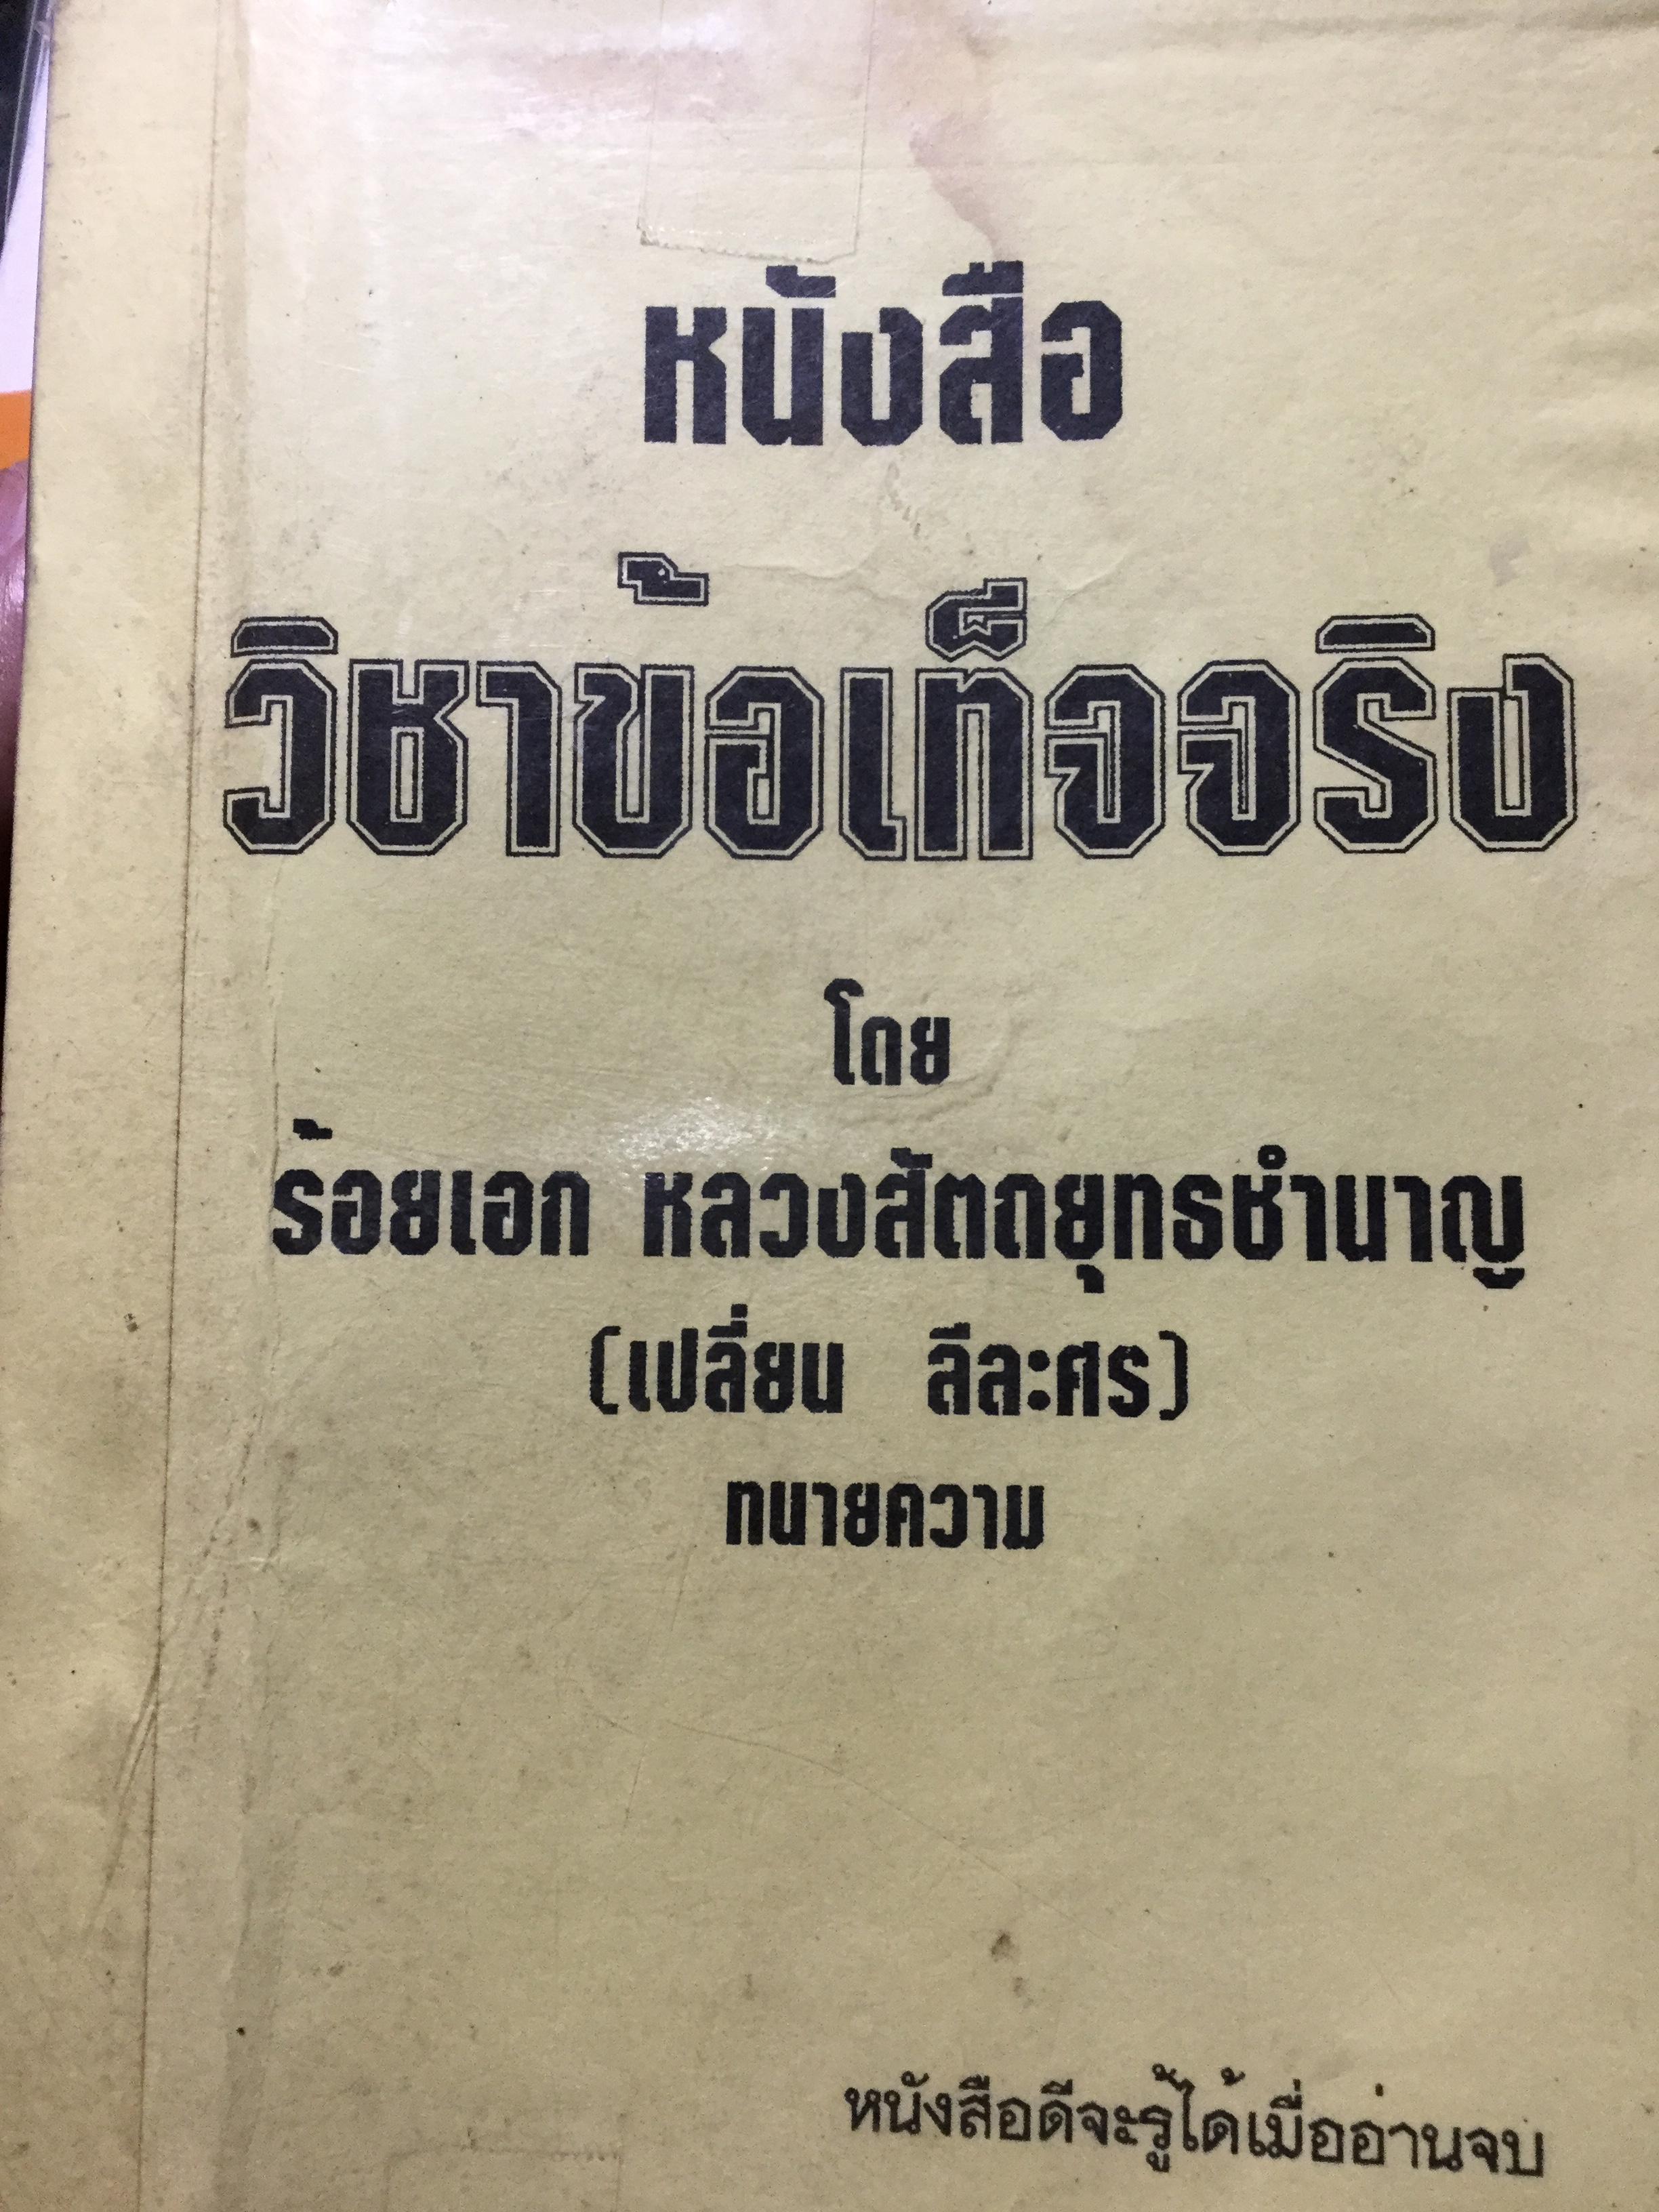 หนังสือ
วิชาข้อเท็จจริง
โดย
ร้อยเอก หลวงสัตถยุทธชำนาญ
(เปลี่ยน ลีละศร)
ทนายความ
หนังสือดีจะรู้ได้เมื่ออ่านจบ